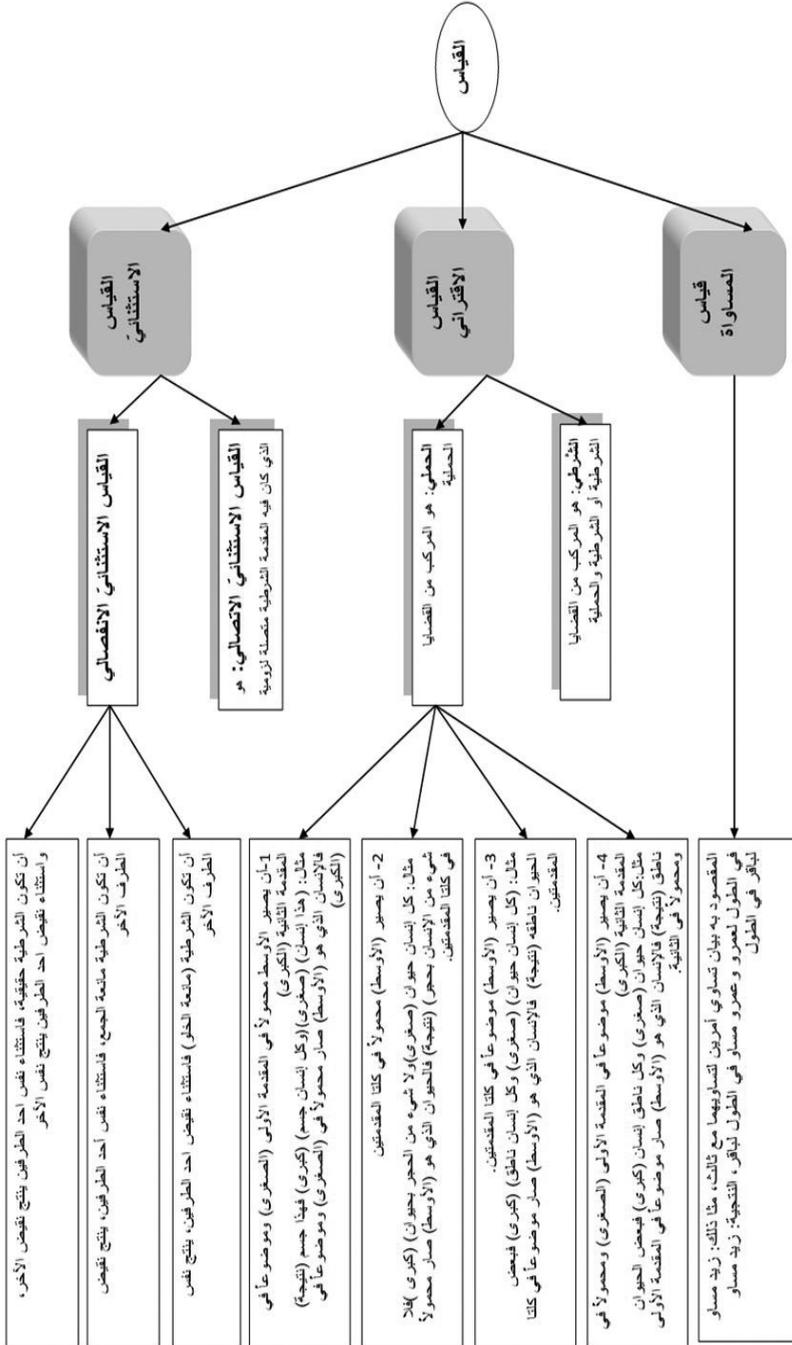 القياس
قياس
المساواة
القياس
الاقتراني
القياس
الاستثنائيّ
الشرطي: هو المركب من القضايا
الشرطية أو الشرطية والحملية
الحملي: هو المركب من القضايا
الحملية
القياس الاستثنائيّ الاتصالي: هو
الذي كان فيه المقدمة الشرطية متصلة لزومية
القياس الاستثنائيّ الانفصالي
المقصود به بيان تساوي أمرين لتساويهما مع ثالث، مثا ذلك: زيد مساو
في الطول لعمرو وعمرو مساو في الطول لباقر، النتجية: زيد مساو
لباقر في الطول
4- أن يصير (الأوسط) موضوعاً في المقدمة الأولى (الصغرى) ومحمولاً في
المقدمة الثانية (الكبرى)
مثل:كل إنسان حيوان (صغرى) وكل ناطق إنسان (كبرى) فبعض الحيوان
ناطق (نتيجة) فالإنسان الذي هو (الأوسط) صار موضوعاً في المقدمة الأولى
ومحمولاً في الثانية.
3- أن يصير (الأوسط) موضوعاً في كلتا المقدمتين.
مثال: (كل إنسان حيوان) (صغرى) وكل إنسان ناطق) (كبرى) فبعض
الحيوان ناطقه (نتيجة) فالإنسان الذي هو (الأوسط) صار موضوعاً في كلتا
المقدمتين.
2- أن يصير (الأوسط) محمولاً في كلتا المقدمتين
مثال: كل إنسان حيوان (صغرى)ولا شيء من الحجر بحيوان) (كبرى )فلا
شيء من الإنسان بحجر) (نتيجة) فالحيوان الذي هو (الأوسط) صار محمولاً
في كلتا المقدمتين.
1-أن يصير الأوسط محمولاً في المقدمة الأولى (الصغرى) وموضوعاً في
المقدمة الثانية (الكبرى)
مثال: (هذا إنسان) (صغرى)(وكل إنسان جسم) (كبرى) فهذا جسم (نتيجة)
فالإنسان الذي هو (الأوسط) صار محمولاً في (الصغرى) وموضوعاً في
(الكبرى)
أن تكون الشرطية (مانعة الخلو) فاستثناء نقيض احد الطرفين، ينتج نفس
الطرف الأخر
أن تكون الشرطية مانعة الجمع، فاستثناء نفس أحد الطرفين، ينتج نقيض
الطرف الأخر
أن تكون الشرطية حقيقية، فاستثناء نفس احد الطرفين ينتج نقيض الأخر،
واستثناء نقيض احد الطرفين ينتج نفس الأخر